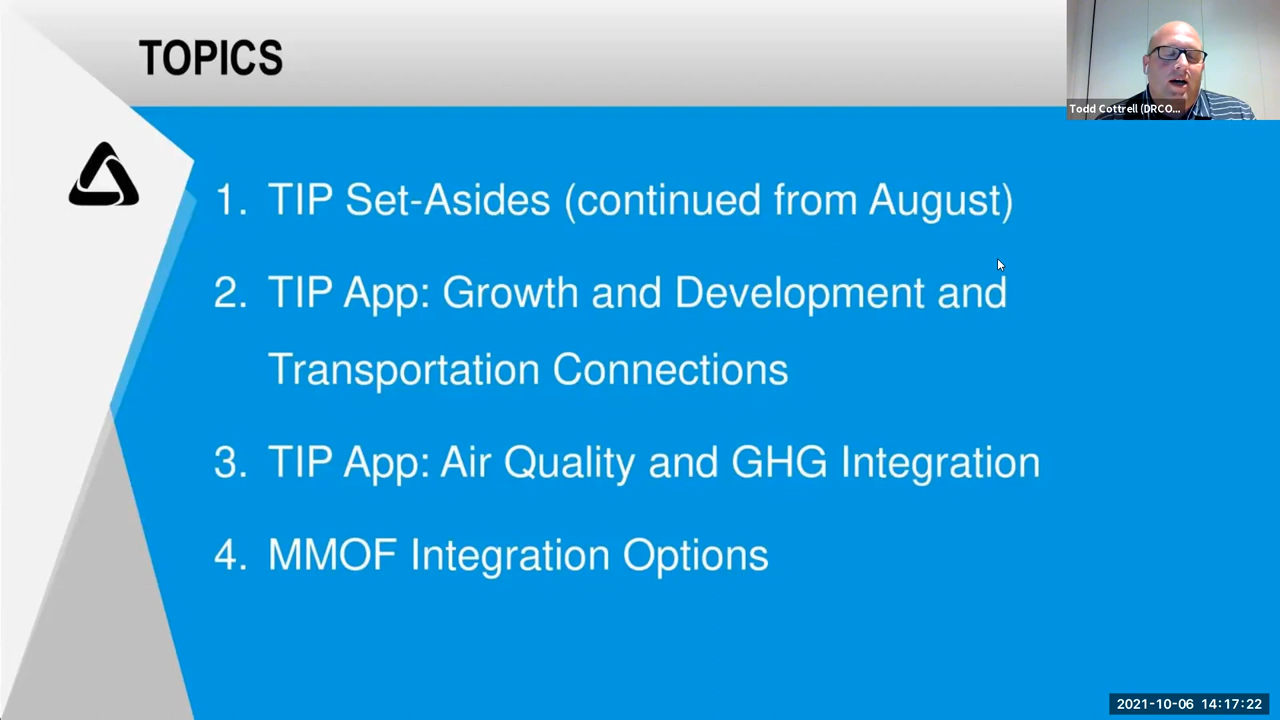 TOPICS
Todd Cottrell (DRCO...
1. TIP Set-Asides (continued from August)
2. TIP App: Growth and Development and
Transportation Connections
3. TIP App: Air Quality and GHG Integration
4. MMOF Integration Options
2021-10-06 14:17:22